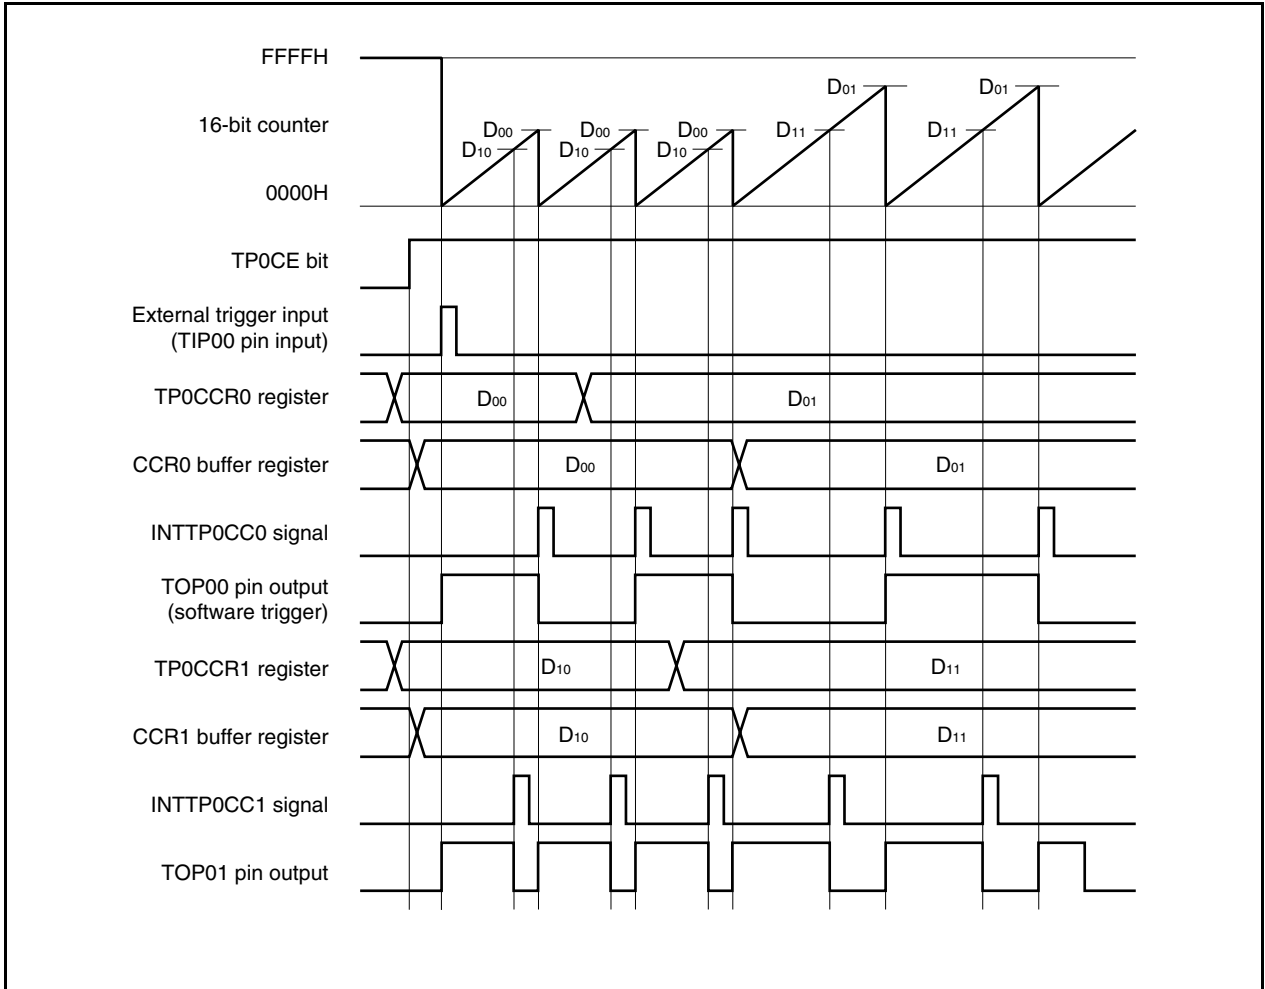 FFFFH
16-bit counter
0000H
D00
D10
D00
D10
D00
D10
D01
D11
D01
D11
TP0CE bit
External trigger input
(TIP00 pin input)
TP0CCR0 register
D00
D01
CCR0 buffer register
D00
D01
INTTP0CC0 signal
TOP00 pin output
(software trigger)
TP0CCR1 register
D10
D11
CCR1 buffer register
D10
D11
INTTP0CC1 signal
TOP01 pin output